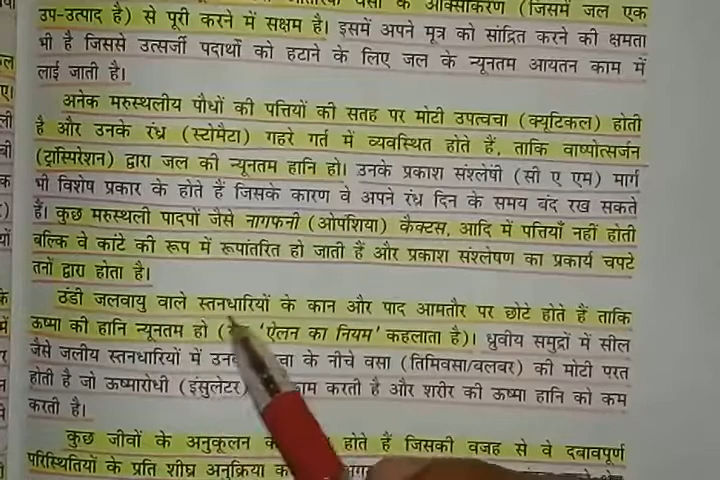 उप-उत्पाद है) से पूरी करने में सक्षम है। इसमें अपने मूत्र को सांद्रित करने की क्षमता
भी है जिससे उत्सर्जी पदार्थों को हटाने के लिए जल के न्यूनतम आयतन काम में
लाई जाती है।
अनेक मरुस्थलीय पौधों की पत्तियों की सतह पर मोटी उपत्वचा (क्यूटिकल) होती
है और उनके रंध्र (स्टोमैटा) गहरे गर्त में व्यवस्थित होते हैं, ताकि वाष्पोत्सर्जन
(ट्रांस्पिरेशन) द्वारा जल की न्यूनतम हानि हो। उनके प्रकाश संश्लेषी (सी ए एम) मार्ग
भी विशेष प्रकार के होते हैं जिसके कारण वे अपने रंध्र दिन के समय बंद रख सकते
हैं। कुछ मरुस्थली पादपों जैसे नागफनी (ओपंशिया) कैक्टस, आदि में पत्तियाँ नहीं होती
बल्कि वे कांटे की रूप में रूपांतरित हो जाती हैं और प्रकाश संश्लेषण का प्रकार्य चपटे
तनों द्वारा होता है।
ठंडी जलवायु वाले स्तनधारियों के कान और पाद आमतौर पर छोटे होते हैं ताकि
ऊष्मा की हानि न्यूनतम हो ( 'ऐलन का नियम' कहलाता है)। ध्रुवीय समुद्रों में सील
जैसे जलीय स्तनधारियों में के नीचे वसा (तिमिवसा/बलबर) की मोटी परत
होती है जो ऊष्मारोधी (इंसुलेटर) काम करती है और शरीर की ऊष्मा हानि को कम
करती है।
कुछ जीवों के अनुकूलन होते हैं जिसकी वजह से वे दबावपूर्ण
परिस्थितियों के प्रति शीघ्र अनुक्रिया